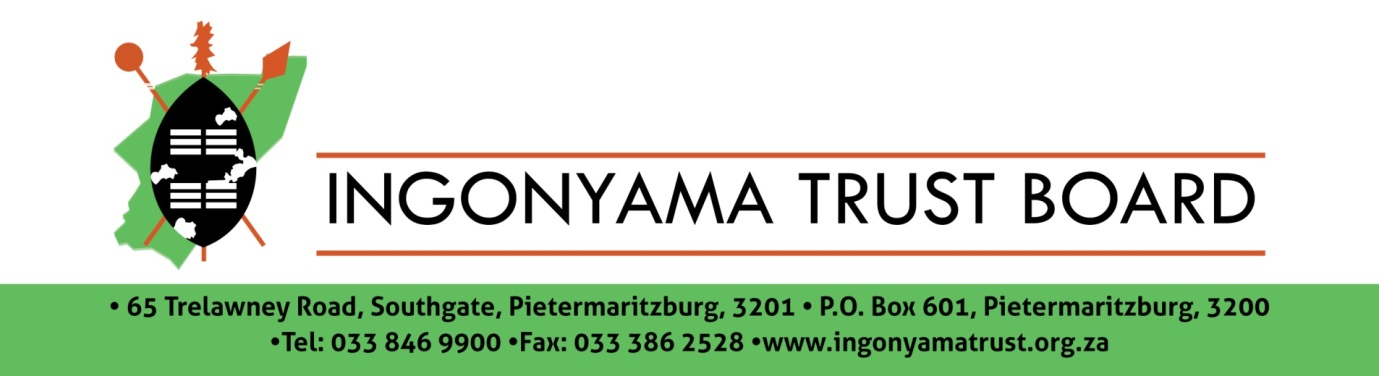 INGONYAMA TRUST BOARD
• 65 Trelawney Road, Southgate, Pietermaritzburg, 3201 • P.O. Box 601, Pietermaritzburg, 3200
•Tel: 033 846 9900 •Fax: 033 386 2528 •www.ingonyamatrust.org.za